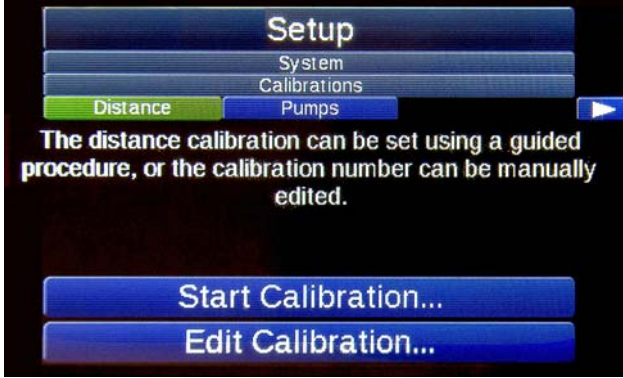 Setup
System
Calibrations
Distance Pumps
The distance calibration can be set using a guided
procedure, or the calibration number can be manually
edited.
Start Calibration...
Edit Calibration...